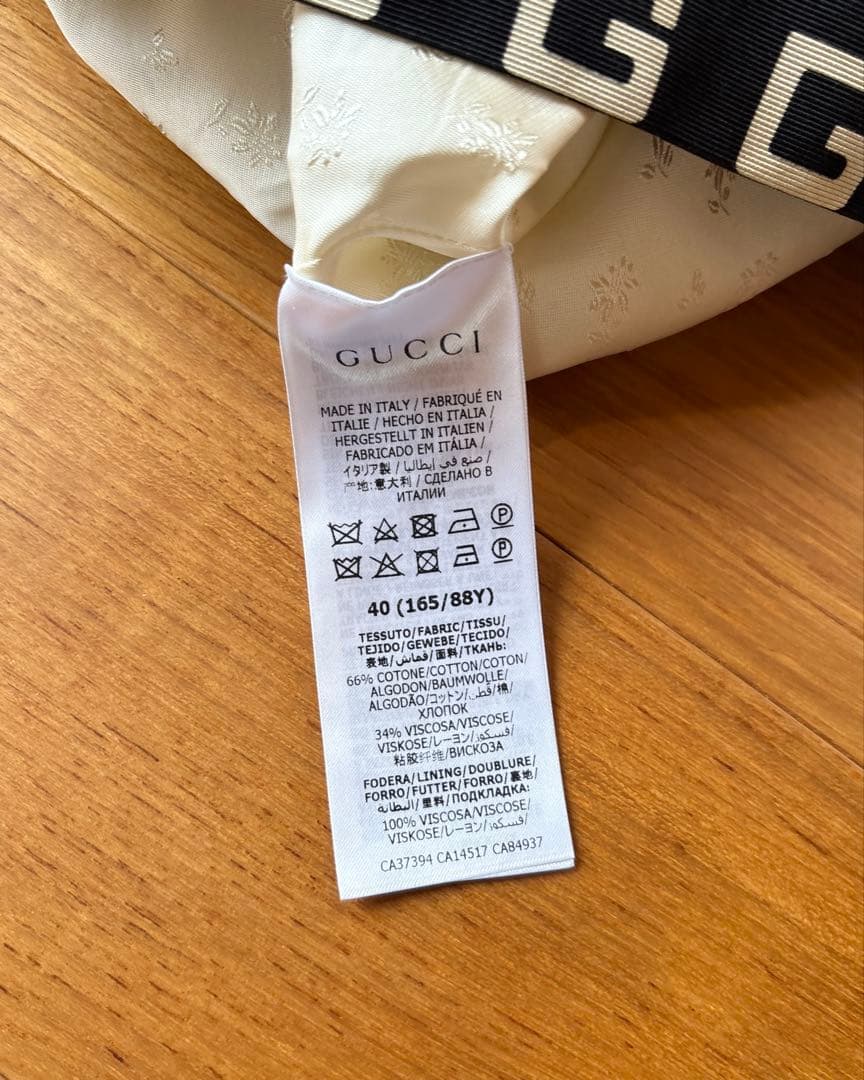 G G
GUCCI
MADE IN ITALY / FABRIQUÉ EN
ITALIE / HECHO EN ITALIA /
HERGESTELLT IN ITALIEN /
FABRICADO EM ITÁLIA /
イタリア製 / صنع في إيطاليا /
产地:意大利 / СДЕЛАНО В
ИТАЛИИ
P
P
40 (165/88Y)
TESSUTO/FABRIC/TISSU/
TEJIDO/GEWEBE/TECIDO/
表地/قماش/面料/ТКАНЬ:
66% COTONE/COTTON/COTON/
ALGODON/BAUMWOLLE/
ALGODÃO/コットン/قطن/棉/
ХЛОПОК
34% VISCOSA/VISCOSE/
VISKOSE/レーヨン/فسكوز/
粘胶纤维/ВИСКОЗА
FODERA/LINING/DOUBLURE/
FORRO/FUTTER/FORRO/裏地/
البطانة/里料/ПОДКЛАДКА:
100% VISCOSA/VISCOSE/
VISKOSE/レーヨン/فسكوز/
CA37394 CA14517 CA84937